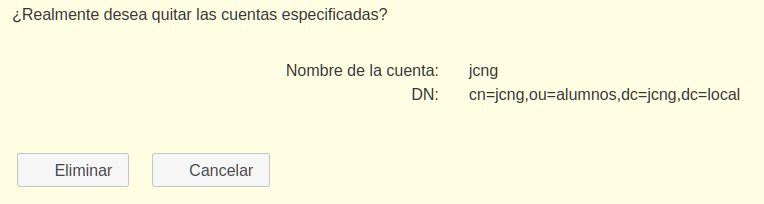 ¿Realmente desea quitar las cuentas especificadas?
Nombre de la cuenta: jcng
DN: cn=jcng,ou=alumnos,dc=jcng,dc=local
Eliminar Cancelar